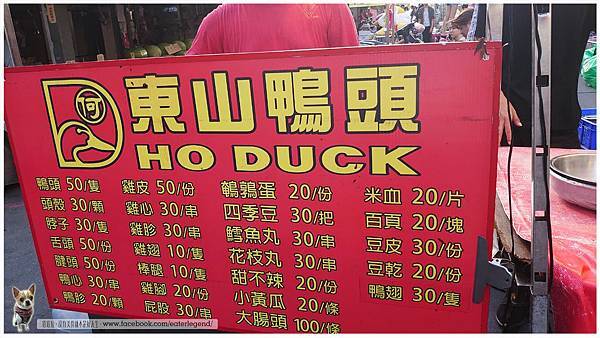 何
東山鴨頭
HO DUCK
鴨頭 50/隻
頭殼 30/顆
脖子 30/隻
舌頭 50/份
腱頭 50/份
鴨心 30/串
鴨胗 20/顆
雞皮 50/份
雞心 30/串
雞胗 30/串
雞翅 10/隻
棒腿 10/隻
雞腳 20/份
屁股 30/串
鵪鶉蛋 20/份
四季豆 30/把
鱈魚丸 30/串
花枝丸 30/串
甜不辣 20/份
小黃瓜 20/條
大腸頭 100/條
米血 20/片
百頁 20/塊
豆皮 30/份
豆乾 20/份
鴨翅 30/隻
www.facebook.com/eaterlegend/